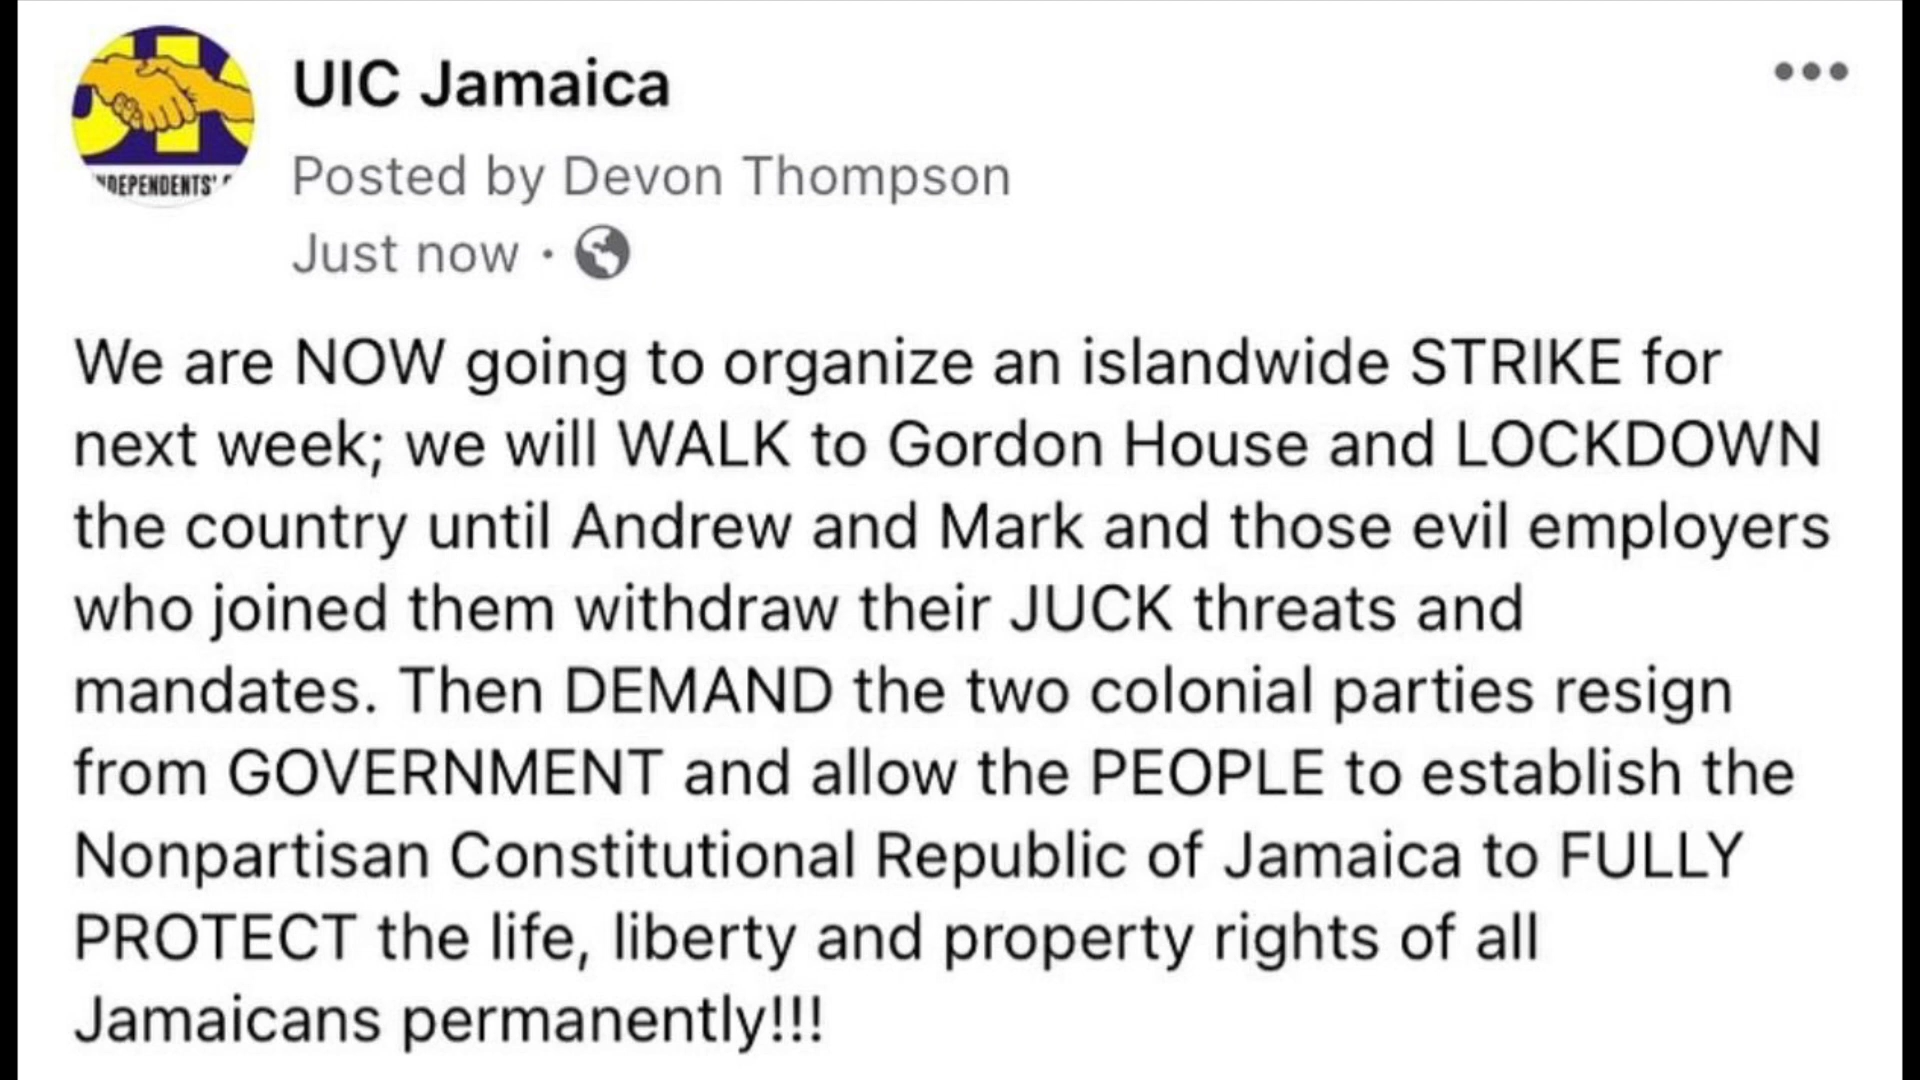 UIC Jamaica
Posted by Devon Thompson
Just now ·
We are NOW going to organize an islandwide STRIKE for
next week; we will WALK to Gordon House and LOCKDOWN
the country until Andrew and Mark and those evil employers
who joined them withdraw their JUCK threats and
mandates. Then DEMAND the two colonial parties resign
from GOVERNMENT and allow the PEOPLE to establish the
Nonpartisan Constitutional Republic of Jamaica to FULLY
PROTECT the life, liberty and property rights of all
Jamaicans permanently!!!